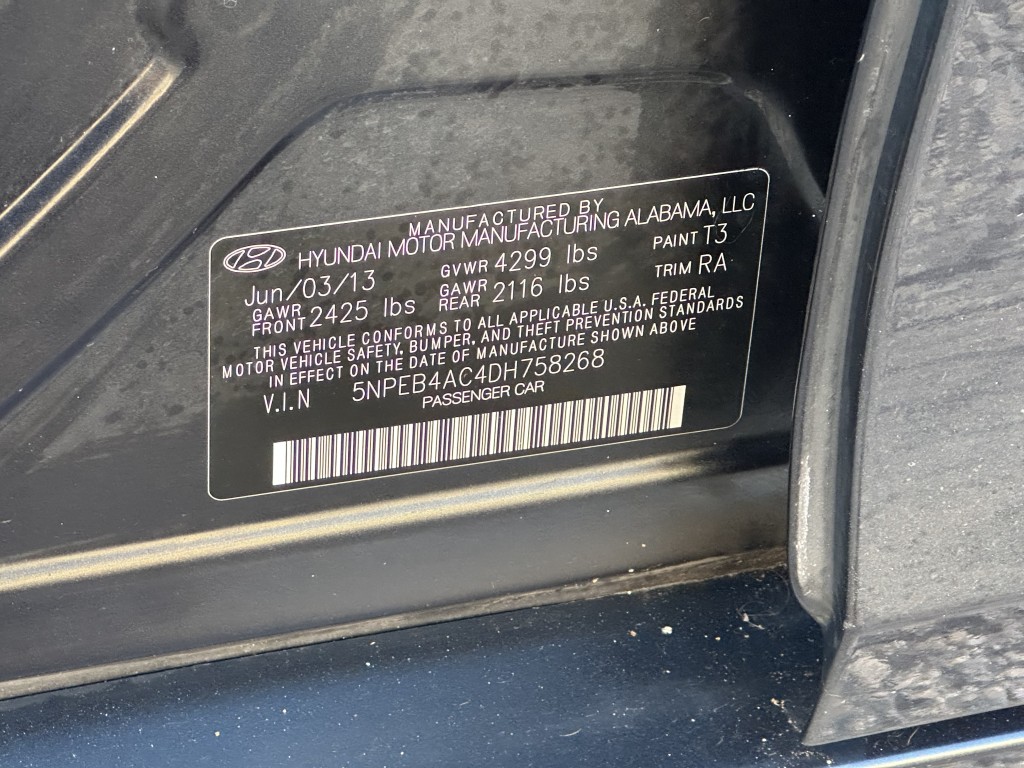 MANUFACTURED BY
HYUNDAI MOTOR MANUFACTURING ALABAMA, LLC
Jun/03/13 GVWR 4299 lbs PAINT T3
GAWR FRONT 2425 lbs GAWR REAR 2116 lbs TRIM RA
THIS VEHICLE CONFORMS TO ALL APPLICABLE U.S.A. FEDERAL
MOTOR VEHICLE SAFETY, BUMPER, AND THEFT PREVENTION STANDARDS
IN EFFECT ON THE DATE OF MANUFACTURE SHOWN ABOVE
V.I.N 5NPEB4AC4DH758268
PASSENGER CAR